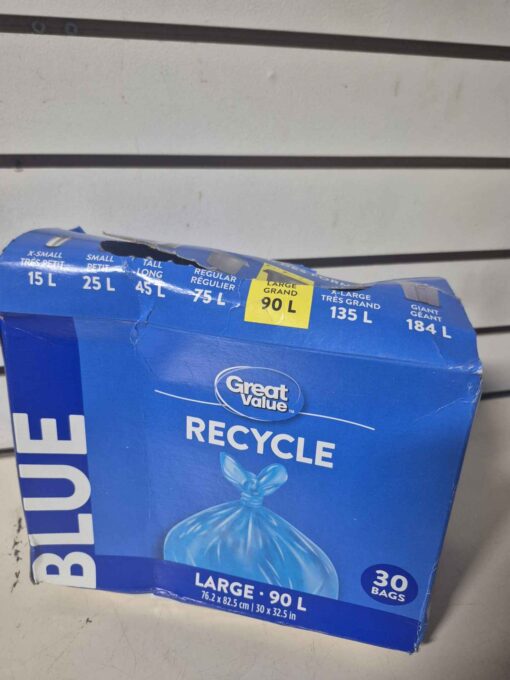 X-SMALL
TRÈS PETIT
15 L
SMALL
PETIT
25 L
TALL
LONG
45 L
REGULAR
RÉGULIER
75 L
LARGE
GRAND
90 L
X-LARGE
TRÈS GRAND
135 L
GIANT
GÉANT
184 L
BLUE
Great
Value™
RECYCLE
LARGE · 90 L
76.2 x 82.5 cm | 30 x 32.5 in
30
BAGS